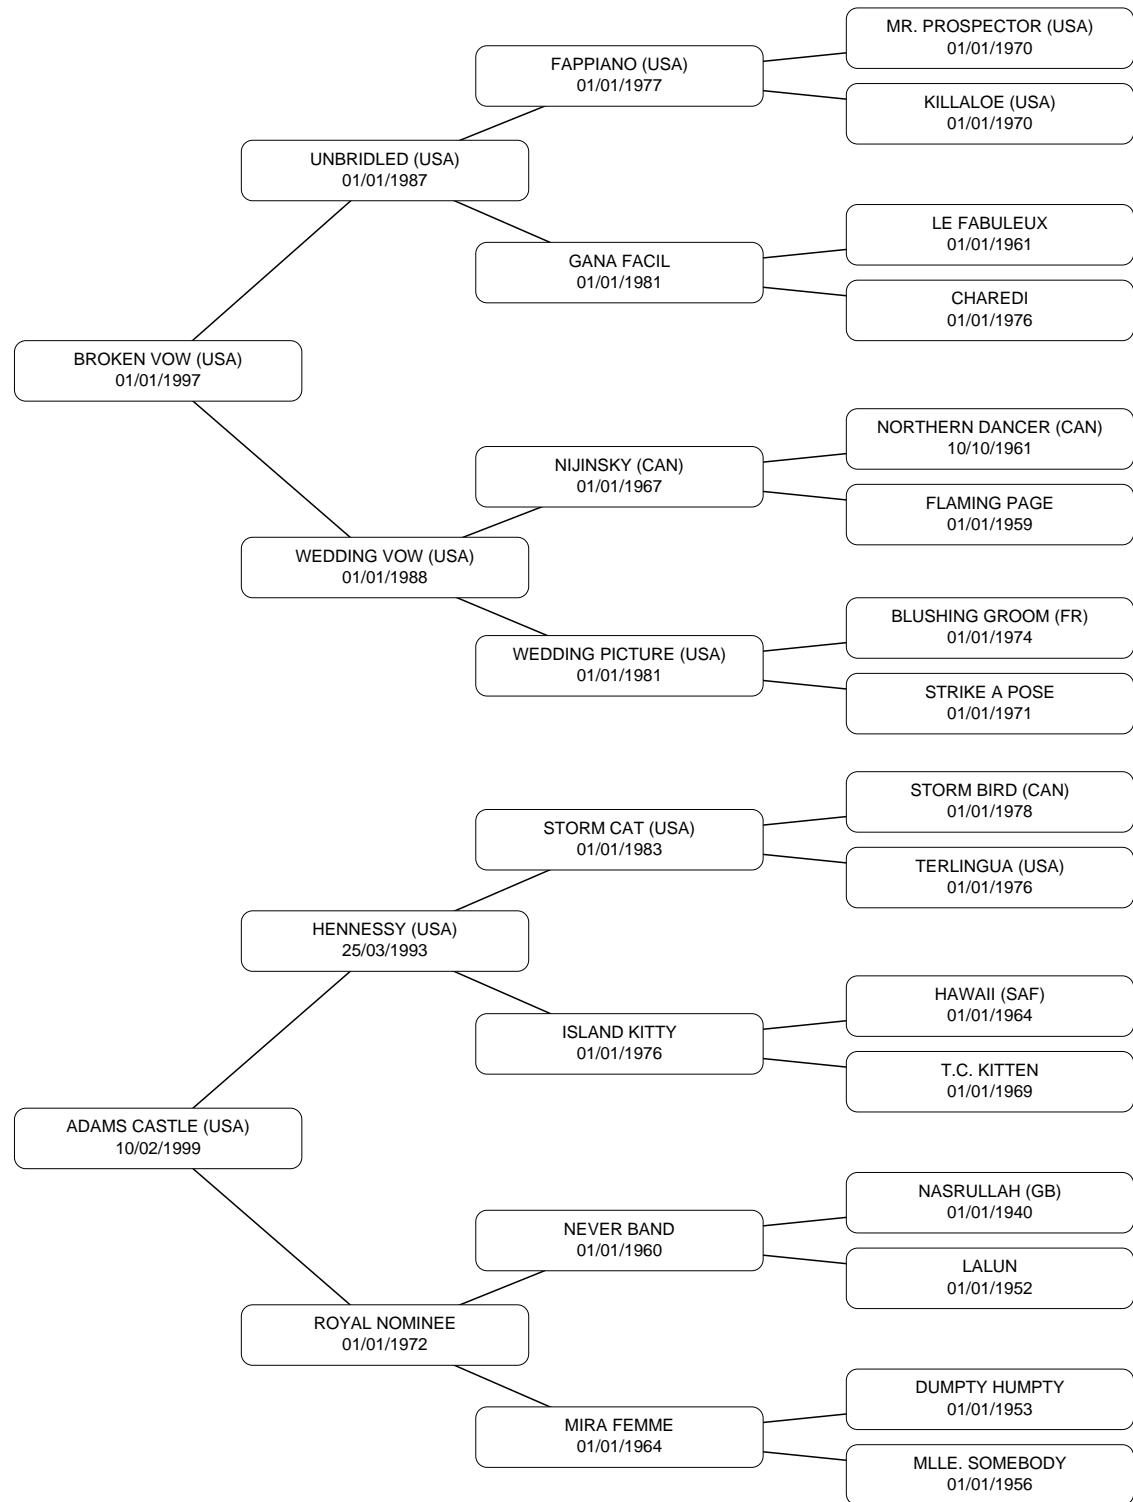 MR. PROSPECTOR (USA)
01/01/1970
FAPPIANO (USA)
01/01/1977
KILLALOE (USA)
01/01/1970
UNBRIDLED (USA)
01/01/1987
LE FABULEUX
01/01/1961
GANA FACIL
01/01/1981
CHAREDI
01/01/1976
BROKEN VOW (USA)
01/01/1997
NORTHERN DANCER (CAN)
10/10/1961
NIJINSKY (CAN)
01/01/1967
FLAMING PAGE
01/01/1959
WEDDING VOW (USA)
01/01/1988
BLUSHING GROOM (FR)
01/01/1974
WEDDING PICTURE (USA)
01/01/1981
STRIKE A POSE
01/01/1971
STORM BIRD (CAN)
01/01/1978
STORM CAT (USA)
01/01/1983
TERLINGUA (USA)
01/01/1976
HENNESSY (USA)
25/03/1993
HAWAII (SAF)
01/01/1964
ISLAND KITTY
01/01/1976
T.C. KITTEN
01/01/1969
ADAMS CASTLE (USA)
10/02/1999
NASRULLAH (GB)
01/01/1940
NEVER BAND
01/01/1960
LALUN
01/01/1952
ROYAL NOMINEE
01/01/1972
DUMPTY HUMPTY
01/01/1953
MIRA FEMME
01/01/1964
MLLE. SOMEBODY
01/01/1956